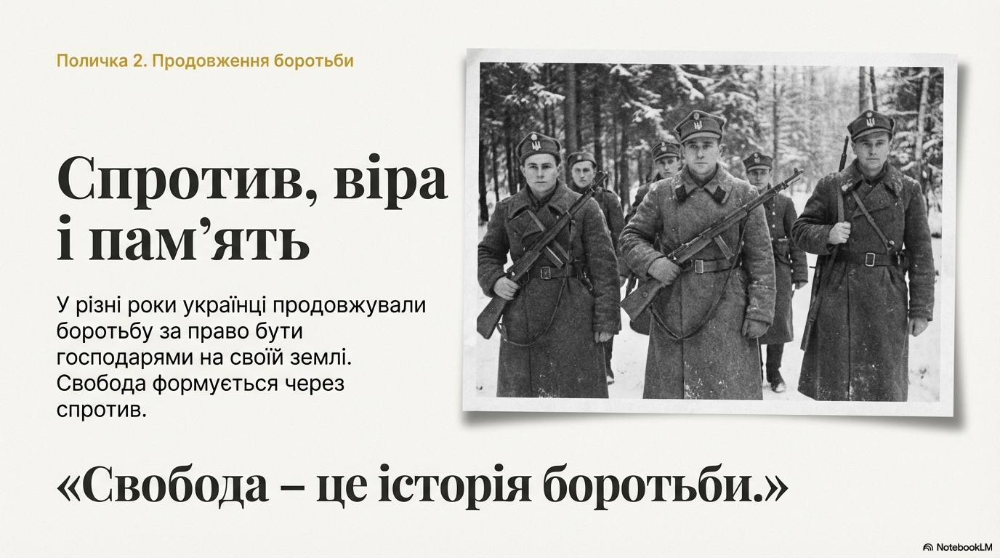 Поличка 2. Продовження боротьби
Спротив, віра
і пам’ять
У різні роки українці продовжували
боротьбу за право бути
господарями на своїй землі.
Свобода формується через
спротив.
«Свобода – це історія боротьби.»
NotebookLM